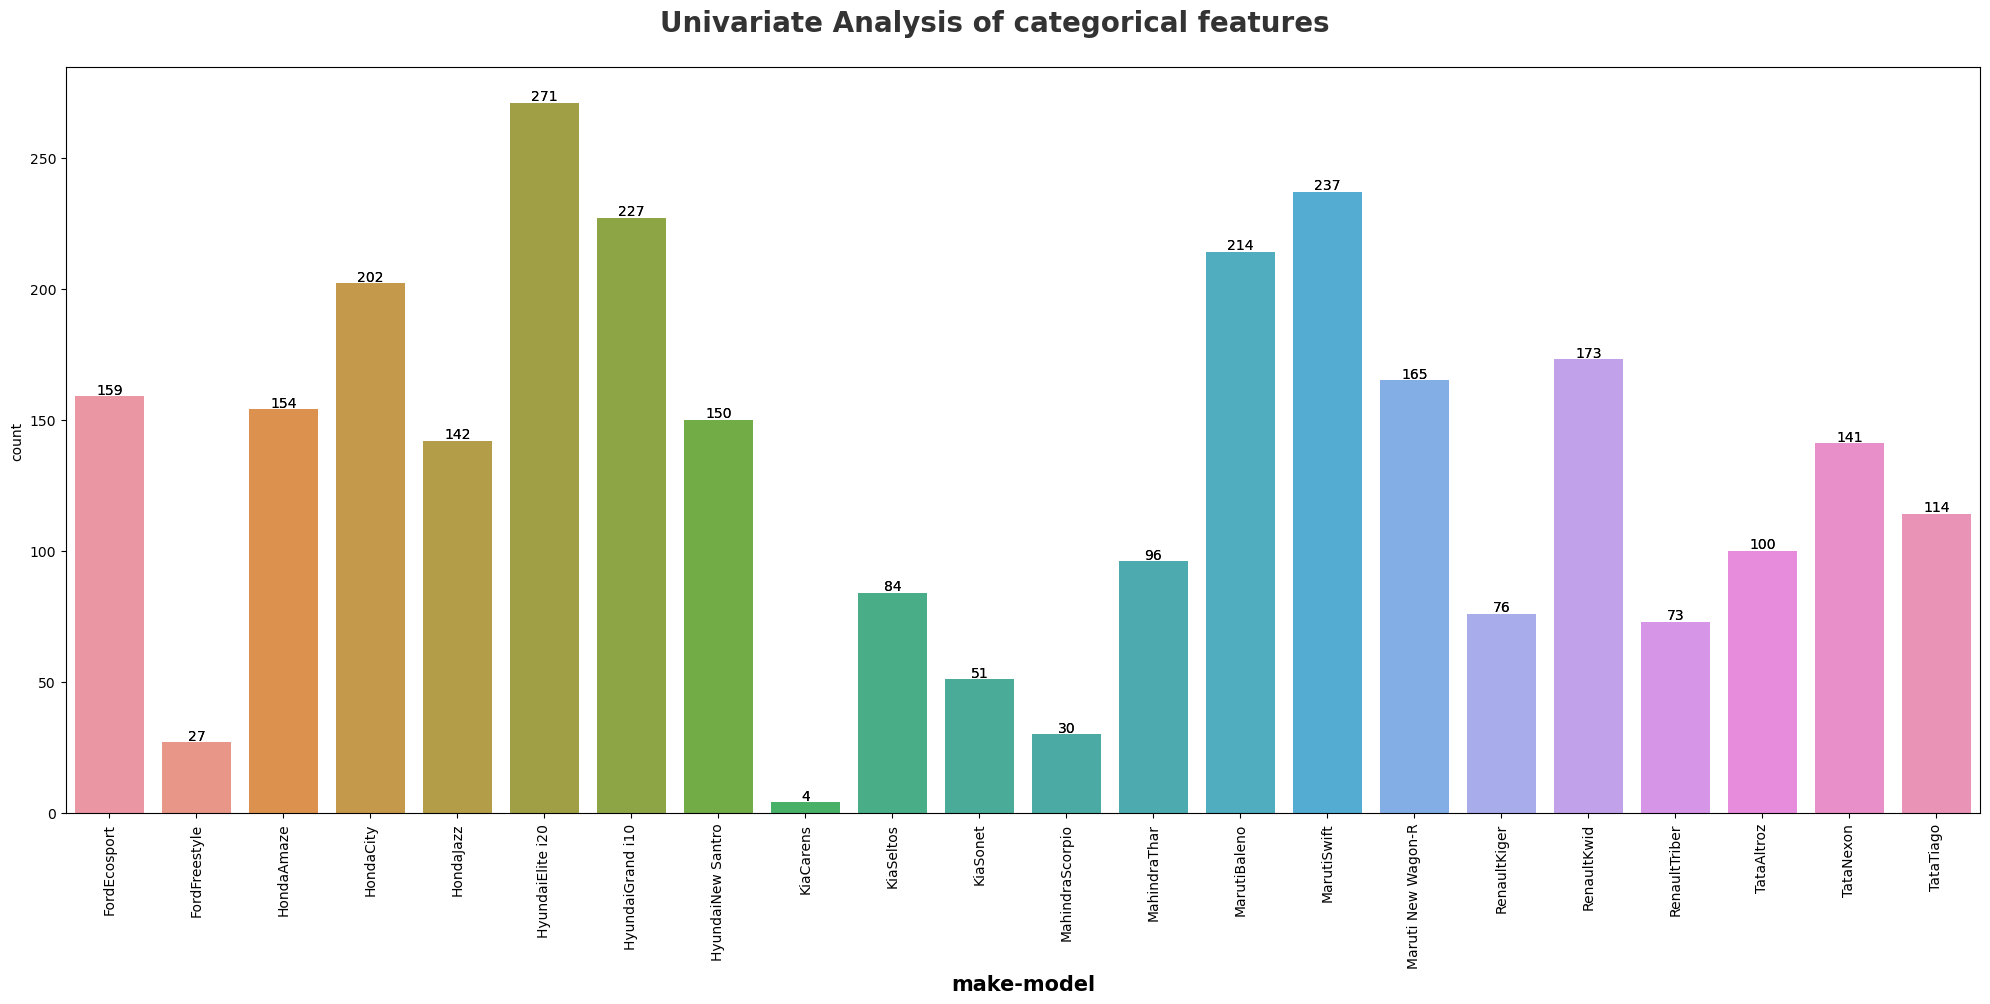 Univariate Analysis of categorical features
271
237
227
214
202
173
165
159
154
150
142
141
114
100
96
84
76
73
51
30
27
4
250
200
150
100
50
0
count
FordEcosport
FordFreestyle
HondaAmaze
HondaCity
HondaJazz
HyundaiElite i20
HyundaiGrand i10
HyundaiNew Santro
KiaCarens
KiaSeltos
KiaSonet
MahindraScorpio
MahindraThar
MarutiBaleno
MarutiSwift
Maruti New Wagon-R
RenaultKiger
RenaultKwid
RenaultTriber
TataAltroz
TataNexon
TataTiago
make-model